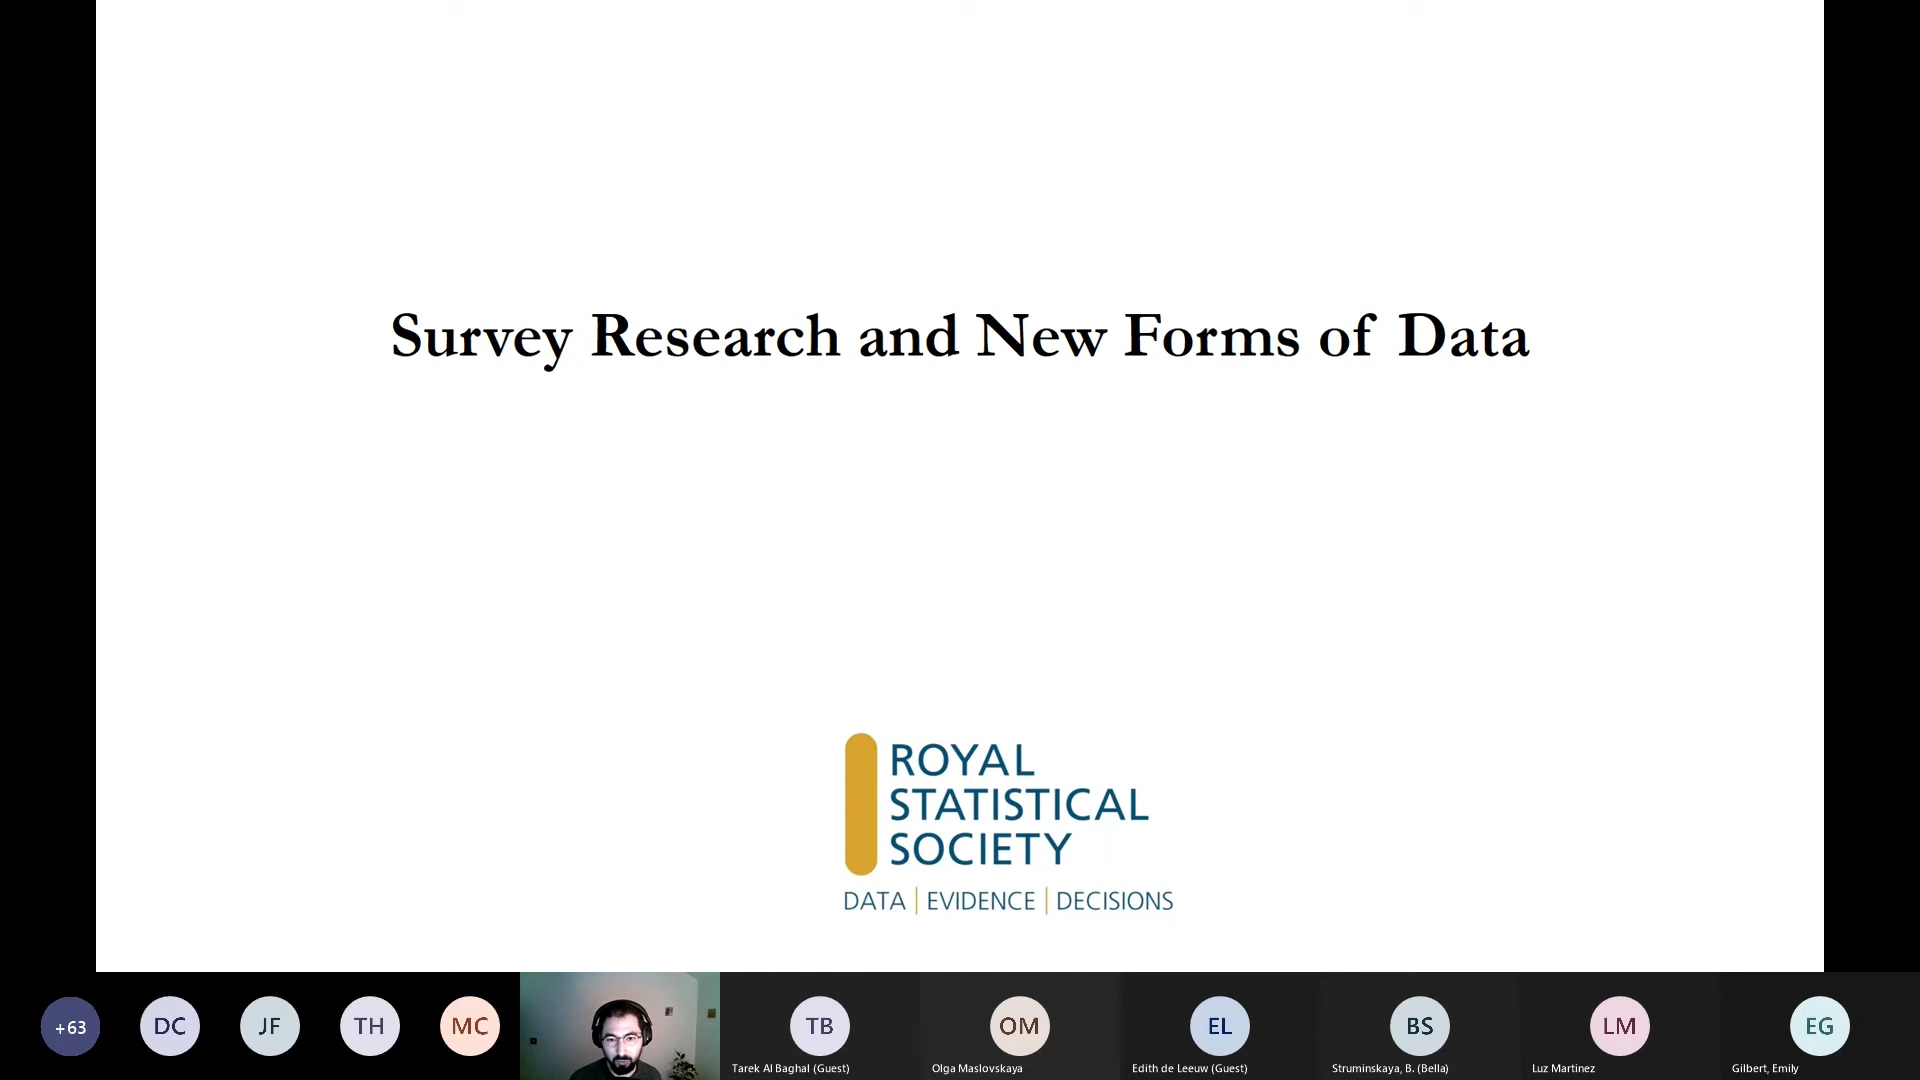 Survey Research and New Forms of Data
ROYAL
STATISTICAL
SOCIETY
DATA | EVIDENCE | DECISIONS
+63
DC
JF
TH
MC
TB
OM
EL
BS
LM
EG
Tarek Al Baghal (Guest)
Olga Maslovskaya
Edith de Leeuw (Guest)
Struminskaya, B. (Bella)
Luz Martinez
Gilbert, Emily